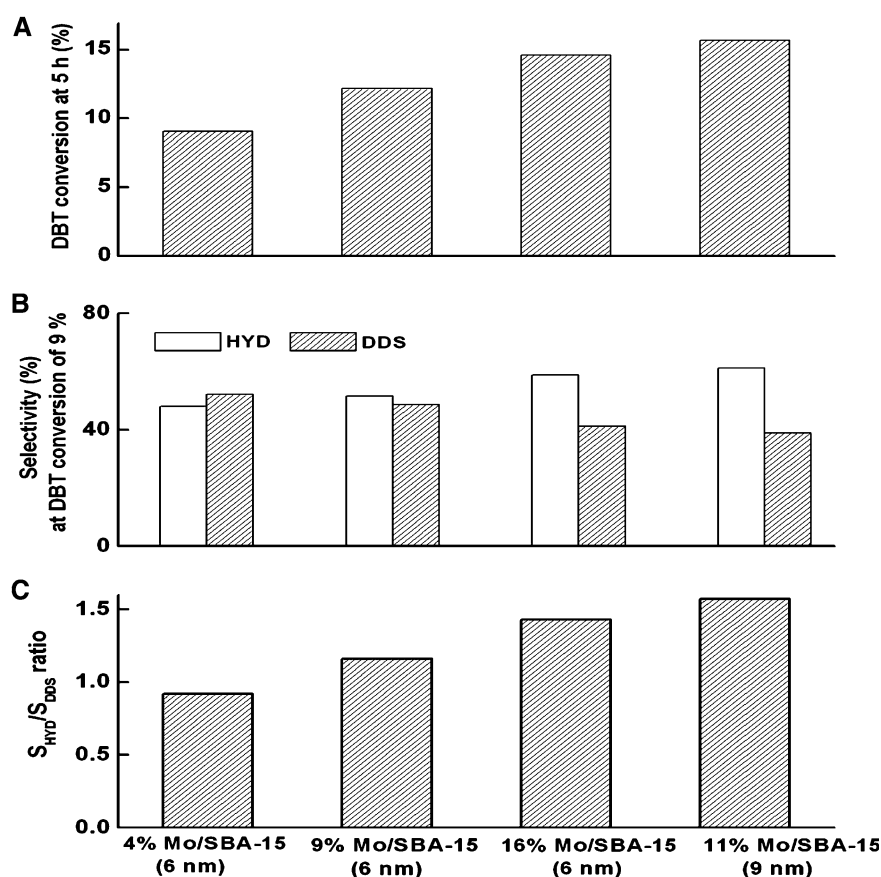 A
DBT conversion at 5 h (%)
15
10
5
0
B
Selectivity (%)
at DBT conversion of 9 %
80
40
0
HYD DDS
C
S_HYD/S_DDS ratio
1.5
1.0
0.5
0.0
4% Mo/SBA-15 9% Mo/SBA-15 16% Mo/SBA-15 11% Mo/SBA-15
(6 nm) (6 nm) (6 nm) (9 nm)